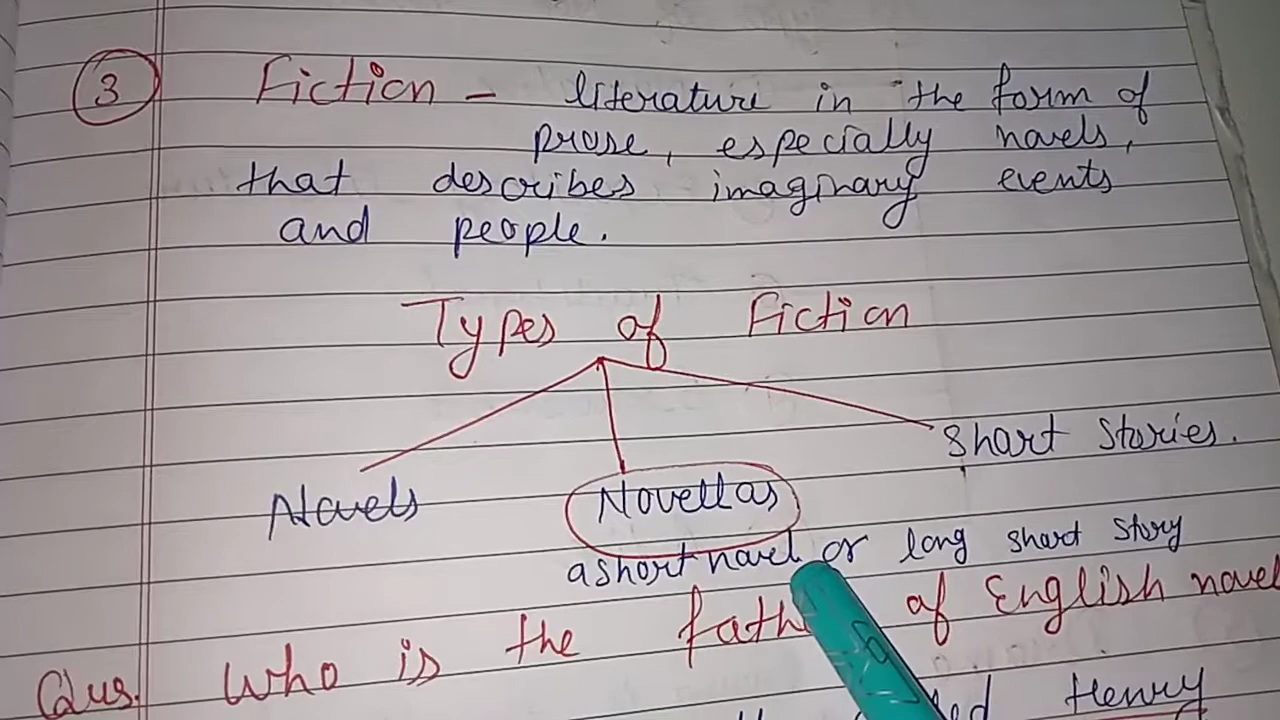 3 Fiction - literature in the form of
prose, especially novels,
that describes imaginary events
and people.
Types of Fiction
Short Stories.
Novels Novellas
a short novel or long short story
Qus. Who is the of English novel
Henry